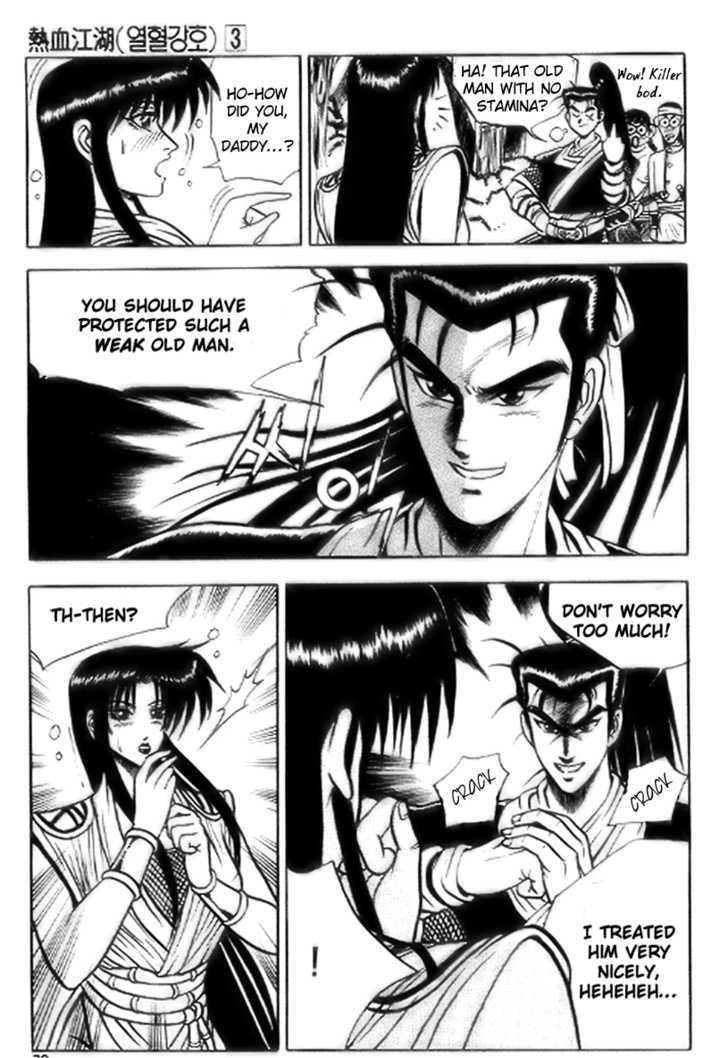 熱血江湖(열혈강호) 3
HO-HOW
DID YOU,
MY
DADDY...?
HA! THAT OLD
MAN WITH NO
STAMINA?
Wow! Killer
bod.
YOU SHOULD HAVE
PROTECTED SUCH A
WEAK OLD MAN.
TH-THEN?
DON'T WORRY
TOO MUCH!
CRACK
CRACK
!
I TREATED
HIM VERY
NICELY,
HEHEHEH...